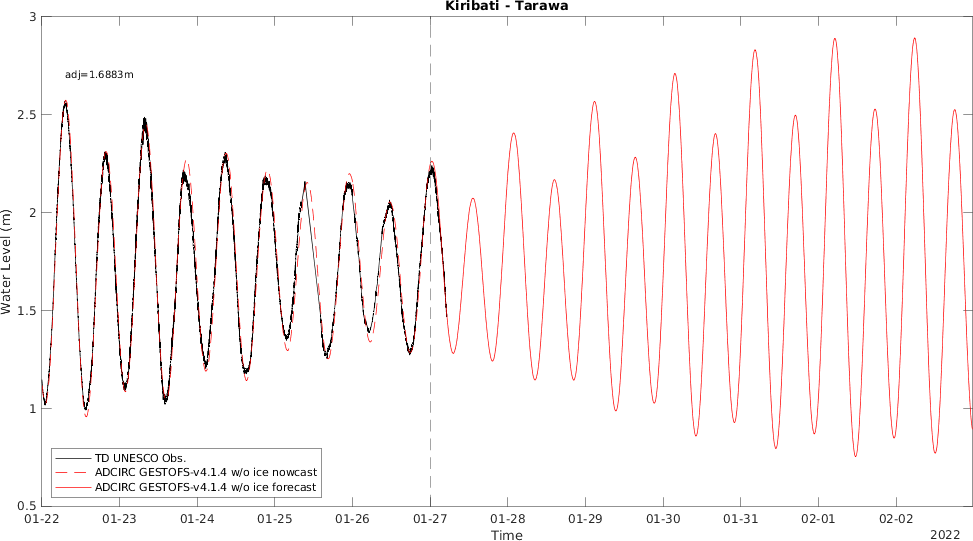 Kiribati - Tarawa
3
adj=1.6883m
2.5
2
Water Level (m)
1.5
1
TD UNESCO Obs.
ADCIRC GESTOFS-v4.1.4 w/o ice nowcast
ADCIRC GESTOFS-v4.1.4 w/o ice forecast
0.5
01-22 01-23 01-24 01-25 01-26 01-27 01-28 01-29 01-30 01-31 02-01 02-02
Time
2022